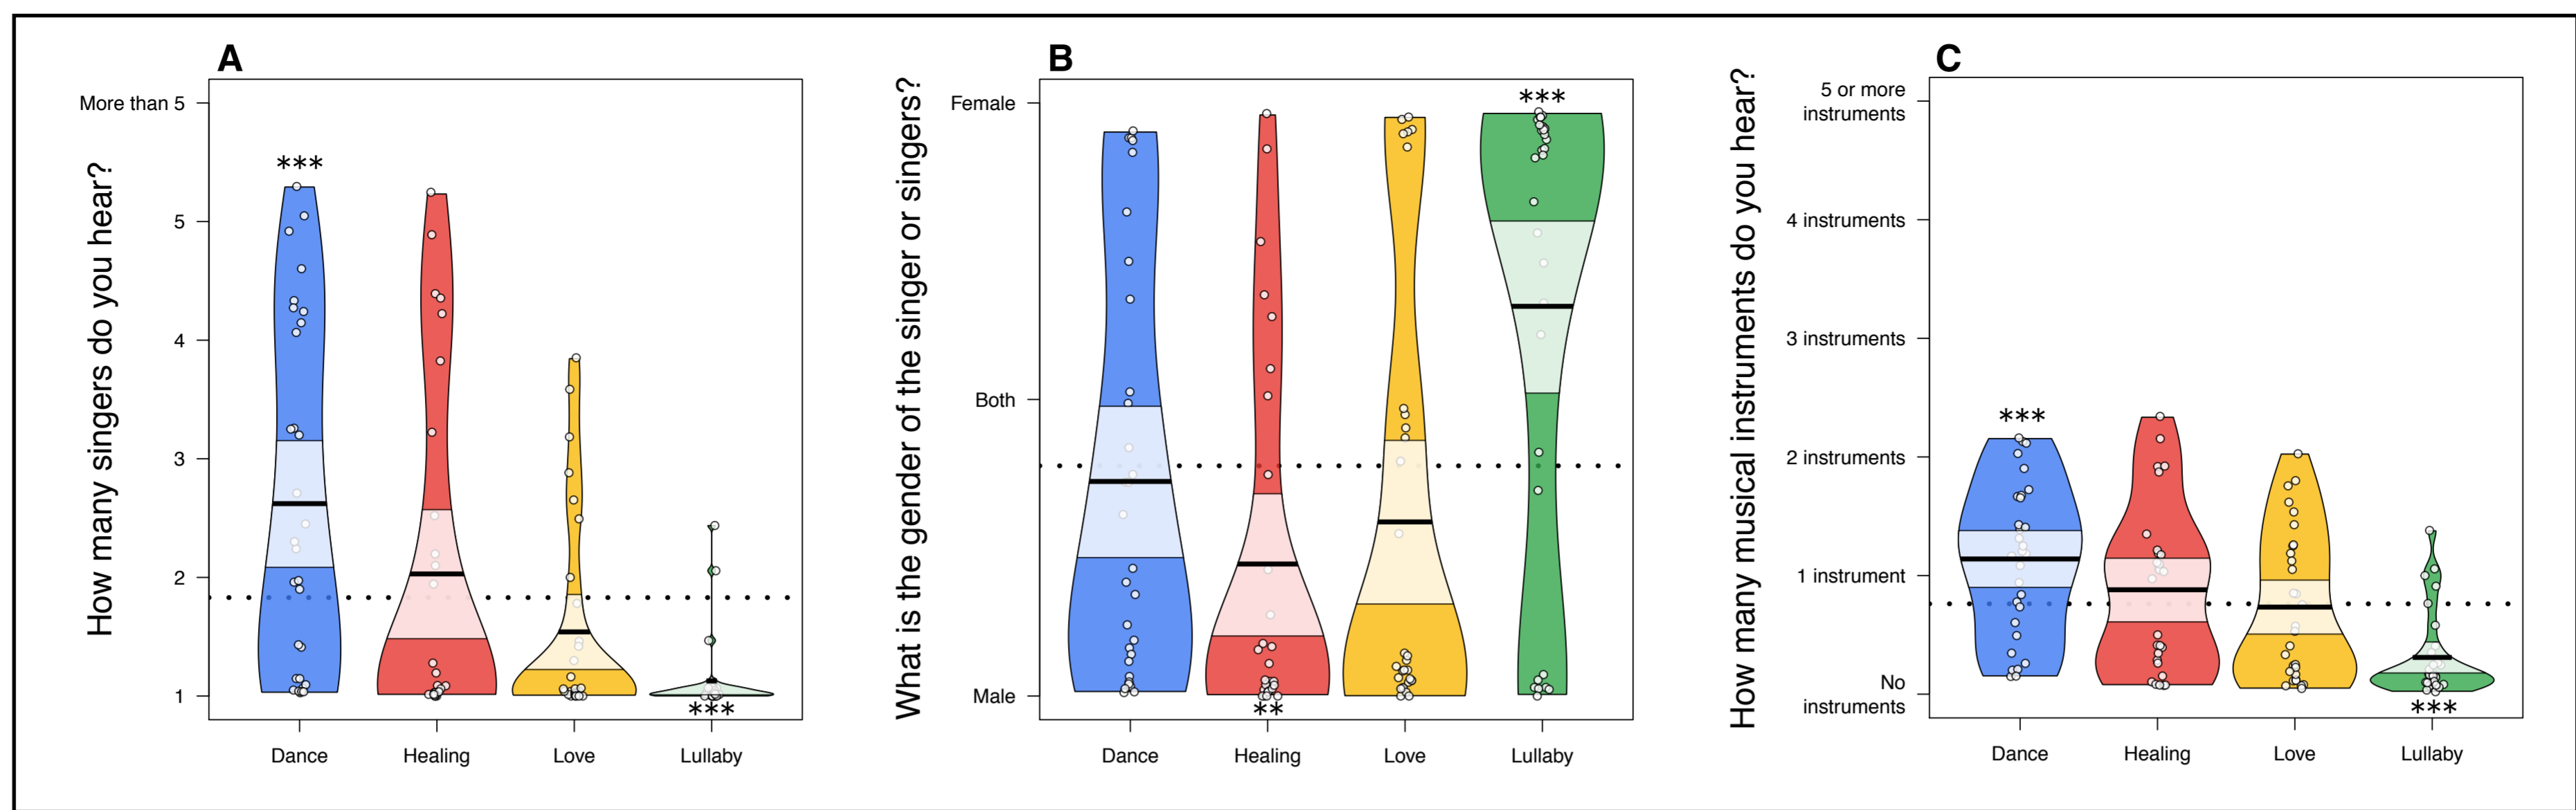 A
How many singers do you hear?
More than 5
5
4
3
2
1
***
***
Dance
Healing
Love
Lullaby
B
What is the gender of the singer or singers?
Female
Both
Male
***
**
Dance
Healing
Love
Lullaby
C
How many musical instruments do you hear?
5 or more
instruments
4 instruments
3 instruments
2 instruments
1 instrument
No
instruments
***
***
Dance
Healing
Love
Lullaby